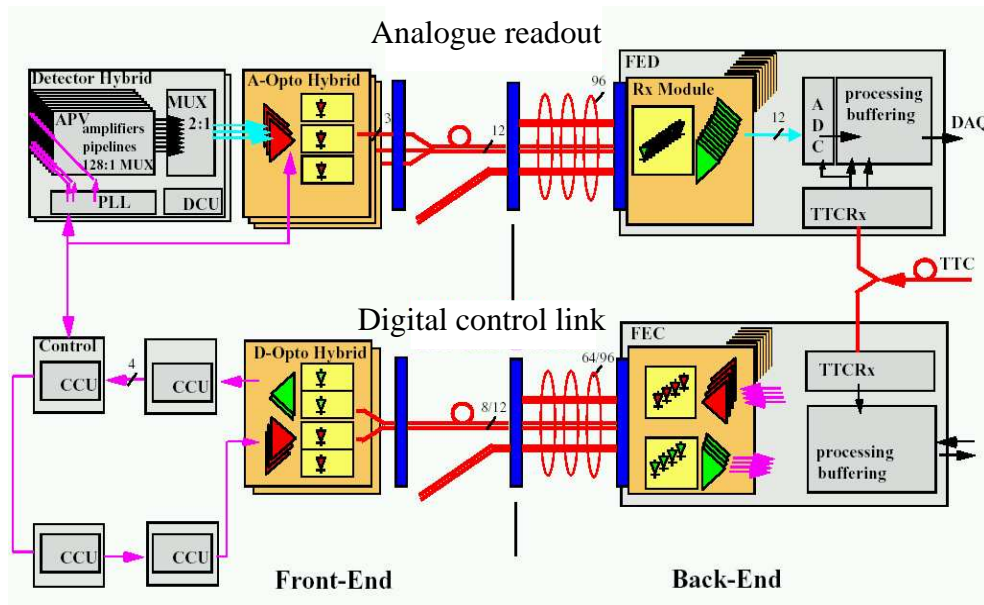 Analogue readout
Detector Hybrid
APV
amplifiers
pipelines
128:1 MUX
MUX
2:1
PLL
DCU
A-Opto Hybrid
3
12
96
FED
Rx Module
12
A
D
C
processing
buffering
DAQ
TTCRx
TTC
Digital control link
Control
CCU
4
CCU
CCU
CCU
D-Opto Hybrid
8/12
64/96
FEC
TTCRx
processing
buffering
Front-End
Back-End